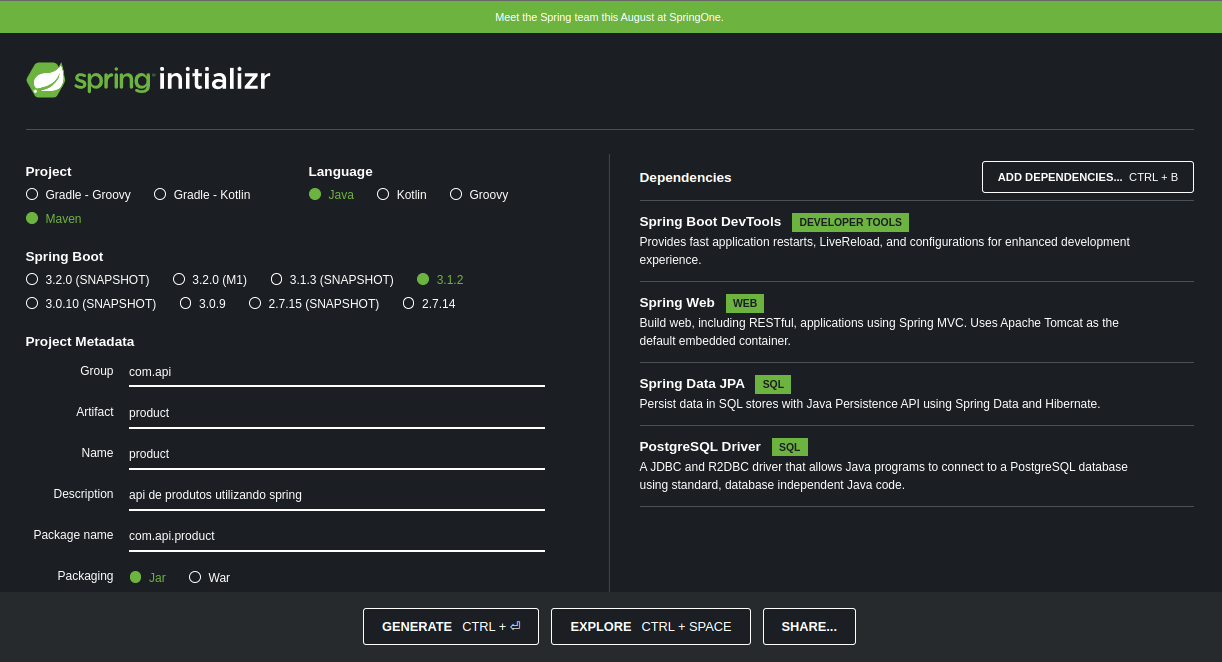 Meet the Spring team this August at SpringOne.
spring initializr
Project
Gradle - Groovy Gradle - Kotlin
Maven
Language
Java Kotlin Groovy
Spring Boot
3.2.0 (SNAPSHOT) 3.2.0 (M1) 3.1.3 (SNAPSHOT) 3.1.2
3.0.10 (SNAPSHOT) 3.0.9 2.7.15 (SNAPSHOT) 2.7.14
Project Metadata
Group com.api
Artifact product
Name product
Description api de produtos utilizando spring
Package name com.api.product
Packaging Jar War
Dependencies ADD DEPENDENCIES... CTRL + B
Spring Boot DevTools DEVELOPER TOOLS
Provides fast application restarts, LiveReload, and configurations for enhanced development
experience.
Spring Web WEB
Build web, including RESTful, applications using Spring MVC. Uses Apache Tomcat as the
default embedded container.
Spring Data JPA SQL
Persist data in SQL stores with Java Persistence API using Spring Data and Hibernate.
PostgreSQL Driver SQL
A JDBC and R2DBC driver that allows Java programs to connect to a PostgreSQL database
using standard, database independent Java code.
GENERATE CTRL + ⏎ EXPLORE CTRL + SPACE SHARE...